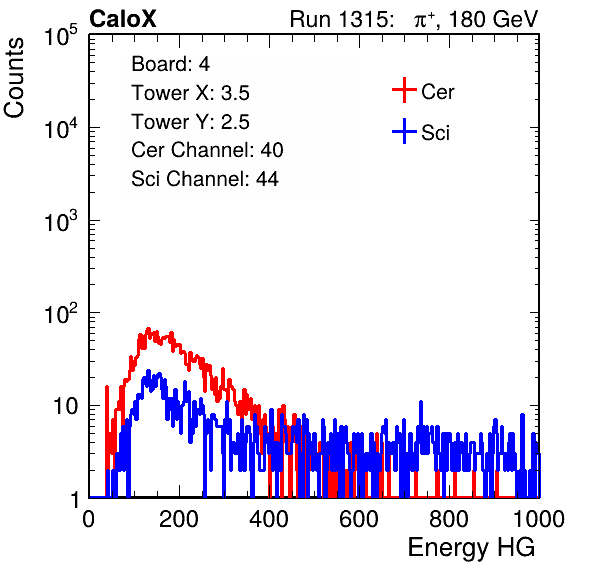 CaloX Run 1315: π⁺, 180 GeV
Counts
Board: 4
Tower X: 3.5
Tower Y: 2.5
Cer Channel: 40
Sci Channel: 44
Cer
Sci
10⁵
10⁴
10³
10²
10
1
0 200 400 600 800 1000
Energy HG